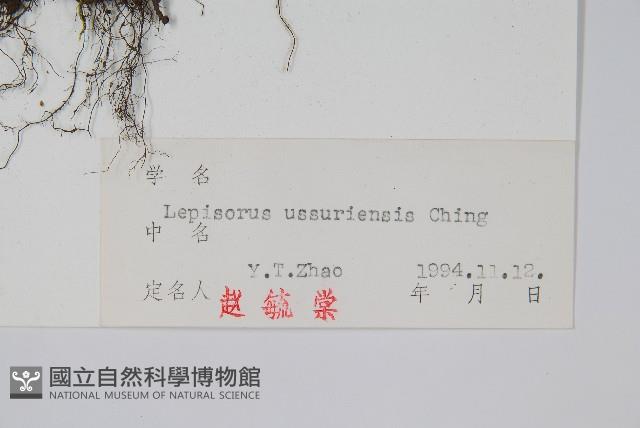 学 名
Lepisorus ussuriensis Ching
中 名
Y.T.Zhao 1994.11.12.
定名人 赵毓棠 年 月 日
國立自然科學博物館
NATIONAL MUSEUM OF NATURAL SCIENCE